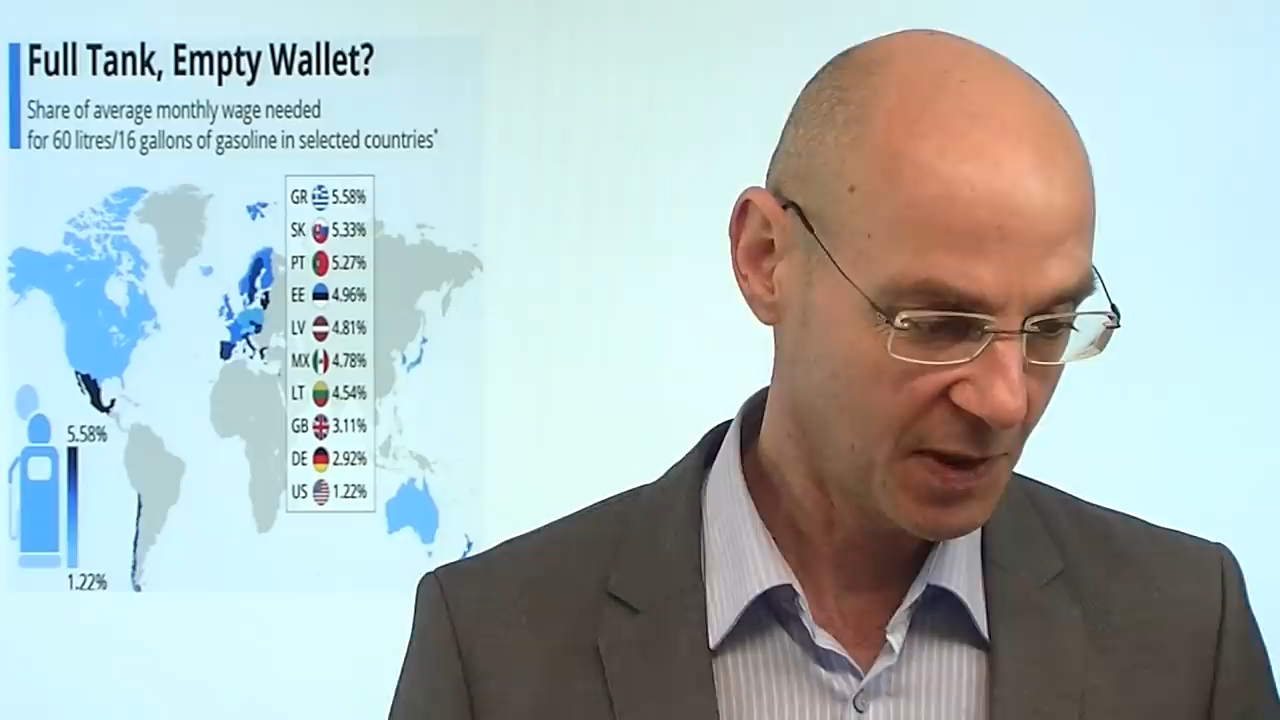 Full Tank, Empty Wallet?
Share of average monthly wage needed
for 60 litres/16 gallons of gasoline in selected countries*
GR 5.58%
SK 5.33%
PT 5.27%
EE 4.96%
LV 4.81%
MX 4.78%
LT 4.54%
GB 3.11%
DE 2.92%
US 1.22%
5.58%
1.22%